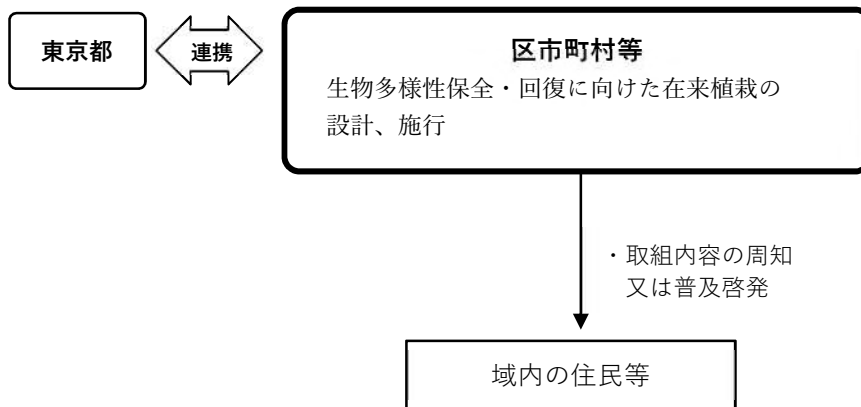 東京都
連携
区市町村等
生物多様性保全・回復に向けた在来植栽の
設計、施行
・取組内容の周知
又は普及啓発
域内の住民等